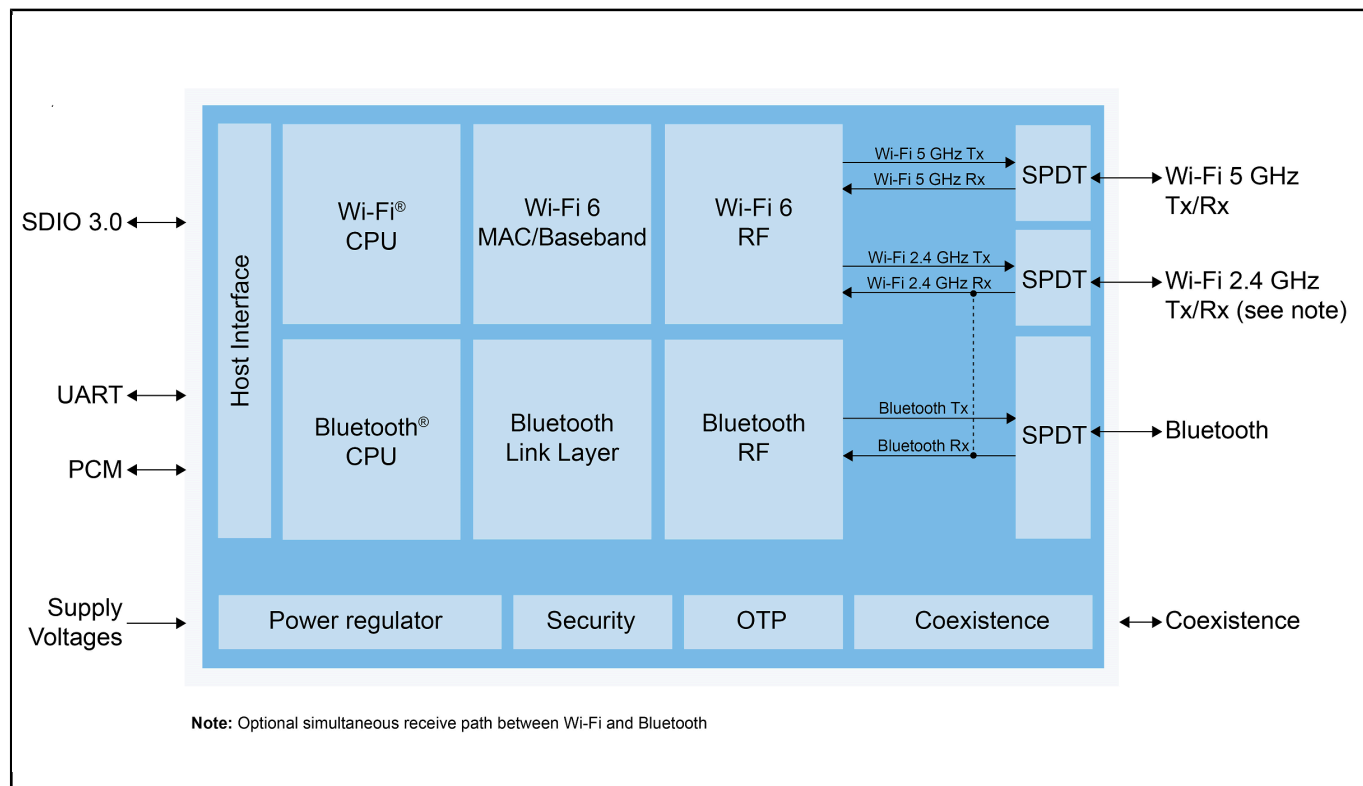 SDIO 3.0
UART
PCM
Supply
Voltages
Host Interface
Wi-Fi®
CPU
Wi-Fi 6
MAC/Baseband
Wi-Fi 6
RF
Wi-Fi 5 GHz Tx
Wi-Fi 5 GHz Rx
SPDT
Wi-Fi 5 GHz
Tx/Rx
Wi-Fi 2.4 GHz Tx
Wi-Fi 2.4 GHz Rx
SPDT
Wi-Fi 2.4 GHz
Tx/Rx (see note)
Bluetooth®
CPU
Bluetooth
Link Layer
Bluetooth
RF
Bluetooth Tx
Bluetooth Rx
SPDT
Bluetooth
Power regulator
Security
OTP
Coexistence
Coexistence
Note: Optional simultaneous receive path between Wi-Fi and Bluetooth